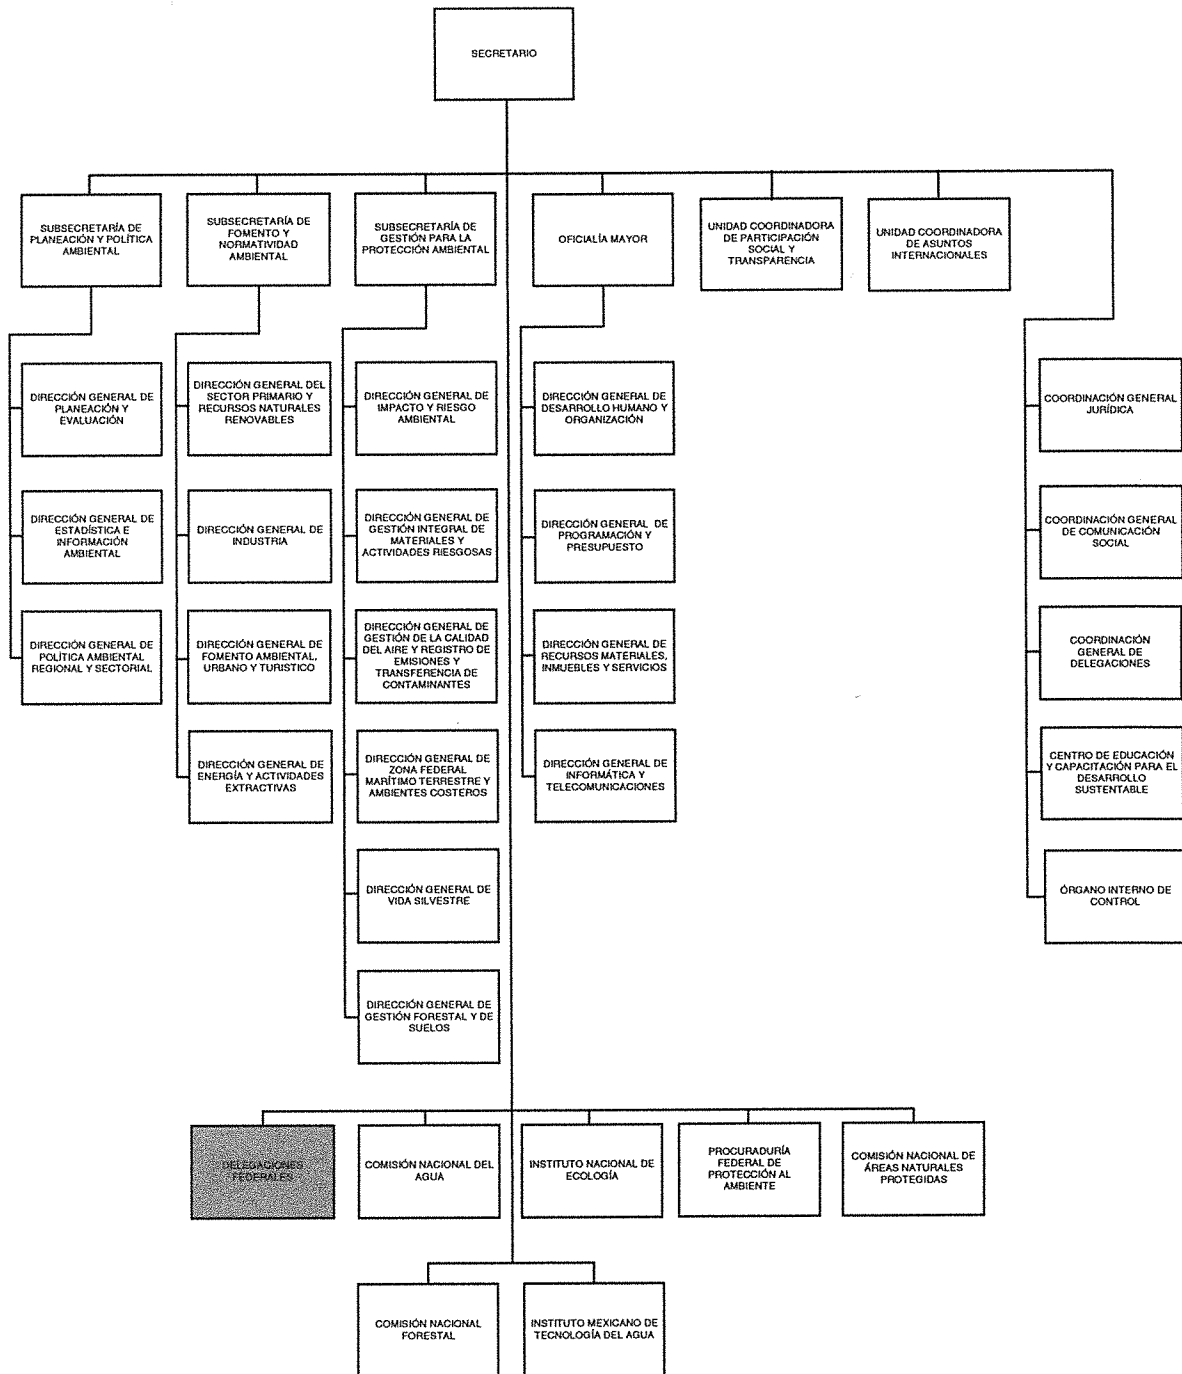 SECRETARIO
SUBSECRETARÍA DE
PLANEACIÓN Y POLÍTICA
AMBIENTAL
SUBSECRETARÍA DE
FOMENTO Y
NORMATIVIDAD
AMBIENTAL
SUBSECRETARÍA DE
GESTIÓN PARA LA
PROTECCIÓN AMBIENTAL
OFICIALÍA MAYOR
UNIDAD COORDINADORA
DE PARTICIPACIÓN
SOCIAL Y
TRANSPARENCIA
UNIDAD COORDINADORA
DE ASUNTOS
INTERNACIONALES
DIRECCIÓN GENERAL DE
PLANEACIÓN Y
EVALUACIÓN
DIRECCIÓN GENERAL DEL
SECTOR PRIMARIO Y
RECURSOS NATURALES
RENOVABLES
DIRECCIÓN GENERAL DE
IMPACTO Y RIESGO
AMBIENTAL
DIRECCIÓN GENERAL DE
DESARROLLO HUMANO Y
ORGANIZACIÓN
COORDINACIÓN GENERAL
JURÍDICA
DIRECCIÓN GENERAL DE
ESTADÍSTICA E
INFORMACIÓN
AMBIENTAL
DIRECCIÓN GENERAL DE
INDUSTRIA
DIRECCIÓN GENERAL DE
GESTIÓN INTEGRAL DE
MATERIALES Y
ACTIVIDADES RIESGOSAS
DIRECCIÓN GENERAL DE
PROGRAMACIÓN Y
PRESUPUESTO
COORDINACIÓN GENERAL
DE COMUNICACIÓN
SOCIAL
DIRECCIÓN GENERAL DE
POLÍTICA AMBIENTAL
REGIONAL Y SECTORIAL
DIRECCIÓN GENERAL DE
FOMENTO AMBIENTAL,
URBANO Y TURISTICO
DIRECCIÓN GENERAL DE
GESTIÓN DE LA CALIDAD
DEL AIRE Y REGISTRO DE
EMISIONES Y
TRANSFERENCIA DE
CONTAMINANTES
DIRECCIÓN GENERAL DE
RECURSOS MATERIALES,
INMUEBLES Y SERVICIOS
COORDINACIÓN
GENERAL DE
DELEGACIONES
DIRECCIÓN GENERAL DE
ENERGÍA Y ACTIVIDADES
EXTRACTIVAS
DIRECCIÓN GENERAL DE
ZONA FEDERAL
MARÍTIMO TERRESTRE Y
AMBIENTES COSTEROS
DIRECCIÓN GENERAL DE
INFORMÁTICA Y
TELECOMUNICACIONES
CENTRO DE EDUCACIÓN
Y CAPACITACIÓN PARA EL
DESARROLLO
SUSTENTABLE
DIRECCIÓN GENERAL DE
VIDA SILVESTRE
ÓRGANO INTERNO DE
CONTROL
DIRECCIÓN GENERAL DE
GESTIÓN FORESTAL Y DE
SUELOS
DELEGACIONES
FEDERALES
COMISIÓN NACIONAL DEL
AGUA
INSTITUTO NACIONAL DE
ECOLOGÍA
PROCURADURÍA
FEDERAL DE
PROTECCIÓN AL
AMBIENTE
COMISIÓN NACIONAL DE
ÁREAS NATURALES
PROTEGIDAS
COMISIÓN NACIONAL
FORESTAL
INSTITUTO MEXICANO DE
TECNOLOGÍA DEL AGUA